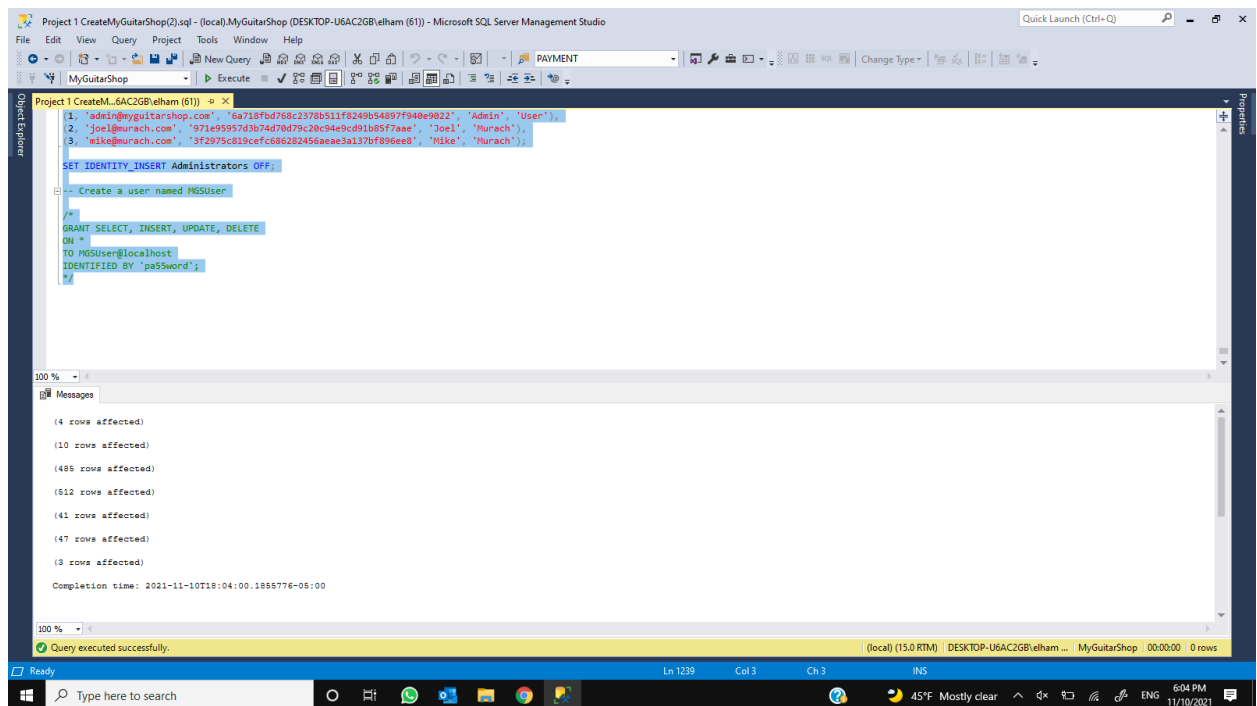 Project 1 CreateMyGuitarShop(2).sql - (local).MyGuitarShop (DESKTOP-U6AC2GB\elham (61)) - Microsoft SQL Server Management Studio
Quick Launch (Ctrl+Q)
File Edit View Query Project Tools Window Help
New Query PAYMENT Change Type
MyGuitarShop Execute
Object Explorer
Project 1 CreateM...6AC2GB\elham (61))
Properties
(1, 'admin@myguitarshop.com', '6a718fbd768c2378b511f8249b54897f940e9022', 'Admin', 'User'),
(2, 'joel@murach.com', '971e95957d3b74d70d79c20c94e9cd91b85f7aae', 'Joel', 'Murach'),
(3, 'mike@murach.com', '3f2975c819cefc686282456aeae3a137bf896ee8', 'Mike', 'Murach');
SET IDENTITY_INSERT Administrators OFF;
-- Create a user named MGSUser
/*
GRANT SELECT, INSERT, UPDATE, DELETE
ON *
TO MGSUser@localhost
IDENTIFIED BY 'pa55word';
*/
100 %
Messages
(4 rows affected)
(10 rows affected)
(485 rows affected)
(512 rows affected)
(41 rows affected)
(47 rows affected)
(3 rows affected)
Completion time: 2021-11-10T18:04:00.1855776-05:00
100 %
Query executed successfully.
(local) (15.0 RTM) DESKTOP-U6AC2GB\elham ... MyGuitarShop 00:00:00 0 rows
Ready Ln 1239 Col 3 Ch 3 INS
Type here to search
45°F Mostly clear ENG 6:04 PM
11/10/2021